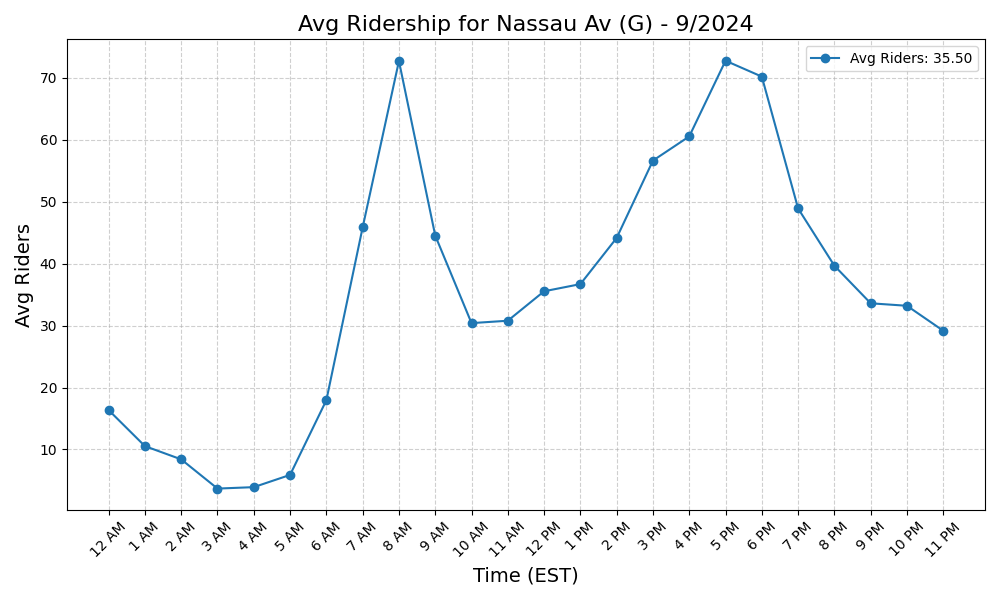 Avg Ridership for Nassau Av (G) - 9/2024
Avg Riders: 35.50
Avg Riders
70
60
50
40
30
20
10
12 AM
1 AM
2 AM
3 AM
4 AM
5 AM
6 AM
7 AM
8 AM
9 AM
10 AM
11 AM
12 PM
1 PM
2 PM
3 PM
4 PM
5 PM
6 PM
7 PM
8 PM
9 PM
10 PM
11 PM
Time (EST)